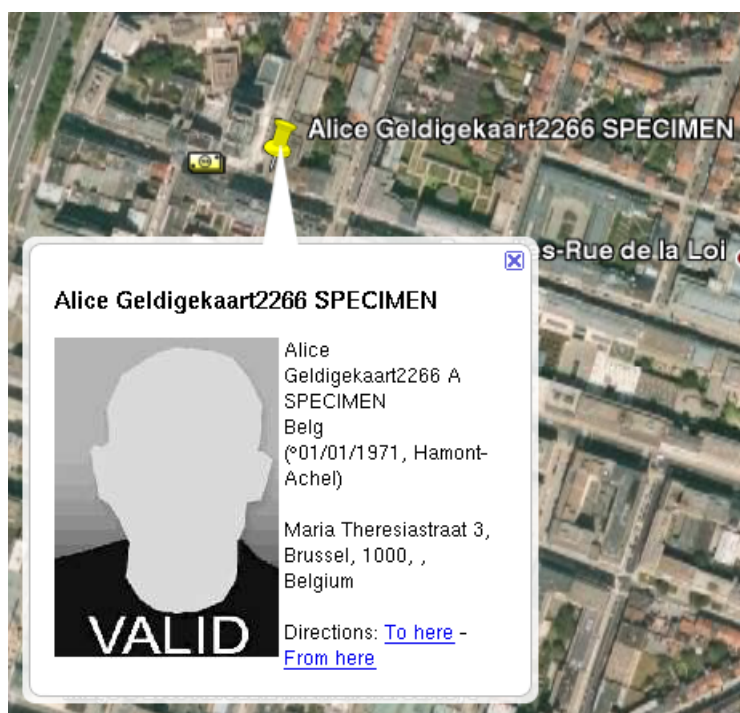 Alice Geldigekaart2266 SPECIMEN
s-Rue de la Loi
Alice Geldigekaart2266 SPECIMEN
Alice
Geldigekaart2266 A
SPECIMEN
Belg
(°01/01/1971, Hamont-
Achel)
Maria Theresiastraat 3,
Brussel, 1000, ,
Belgium
Directions: To here -
From here
VALID